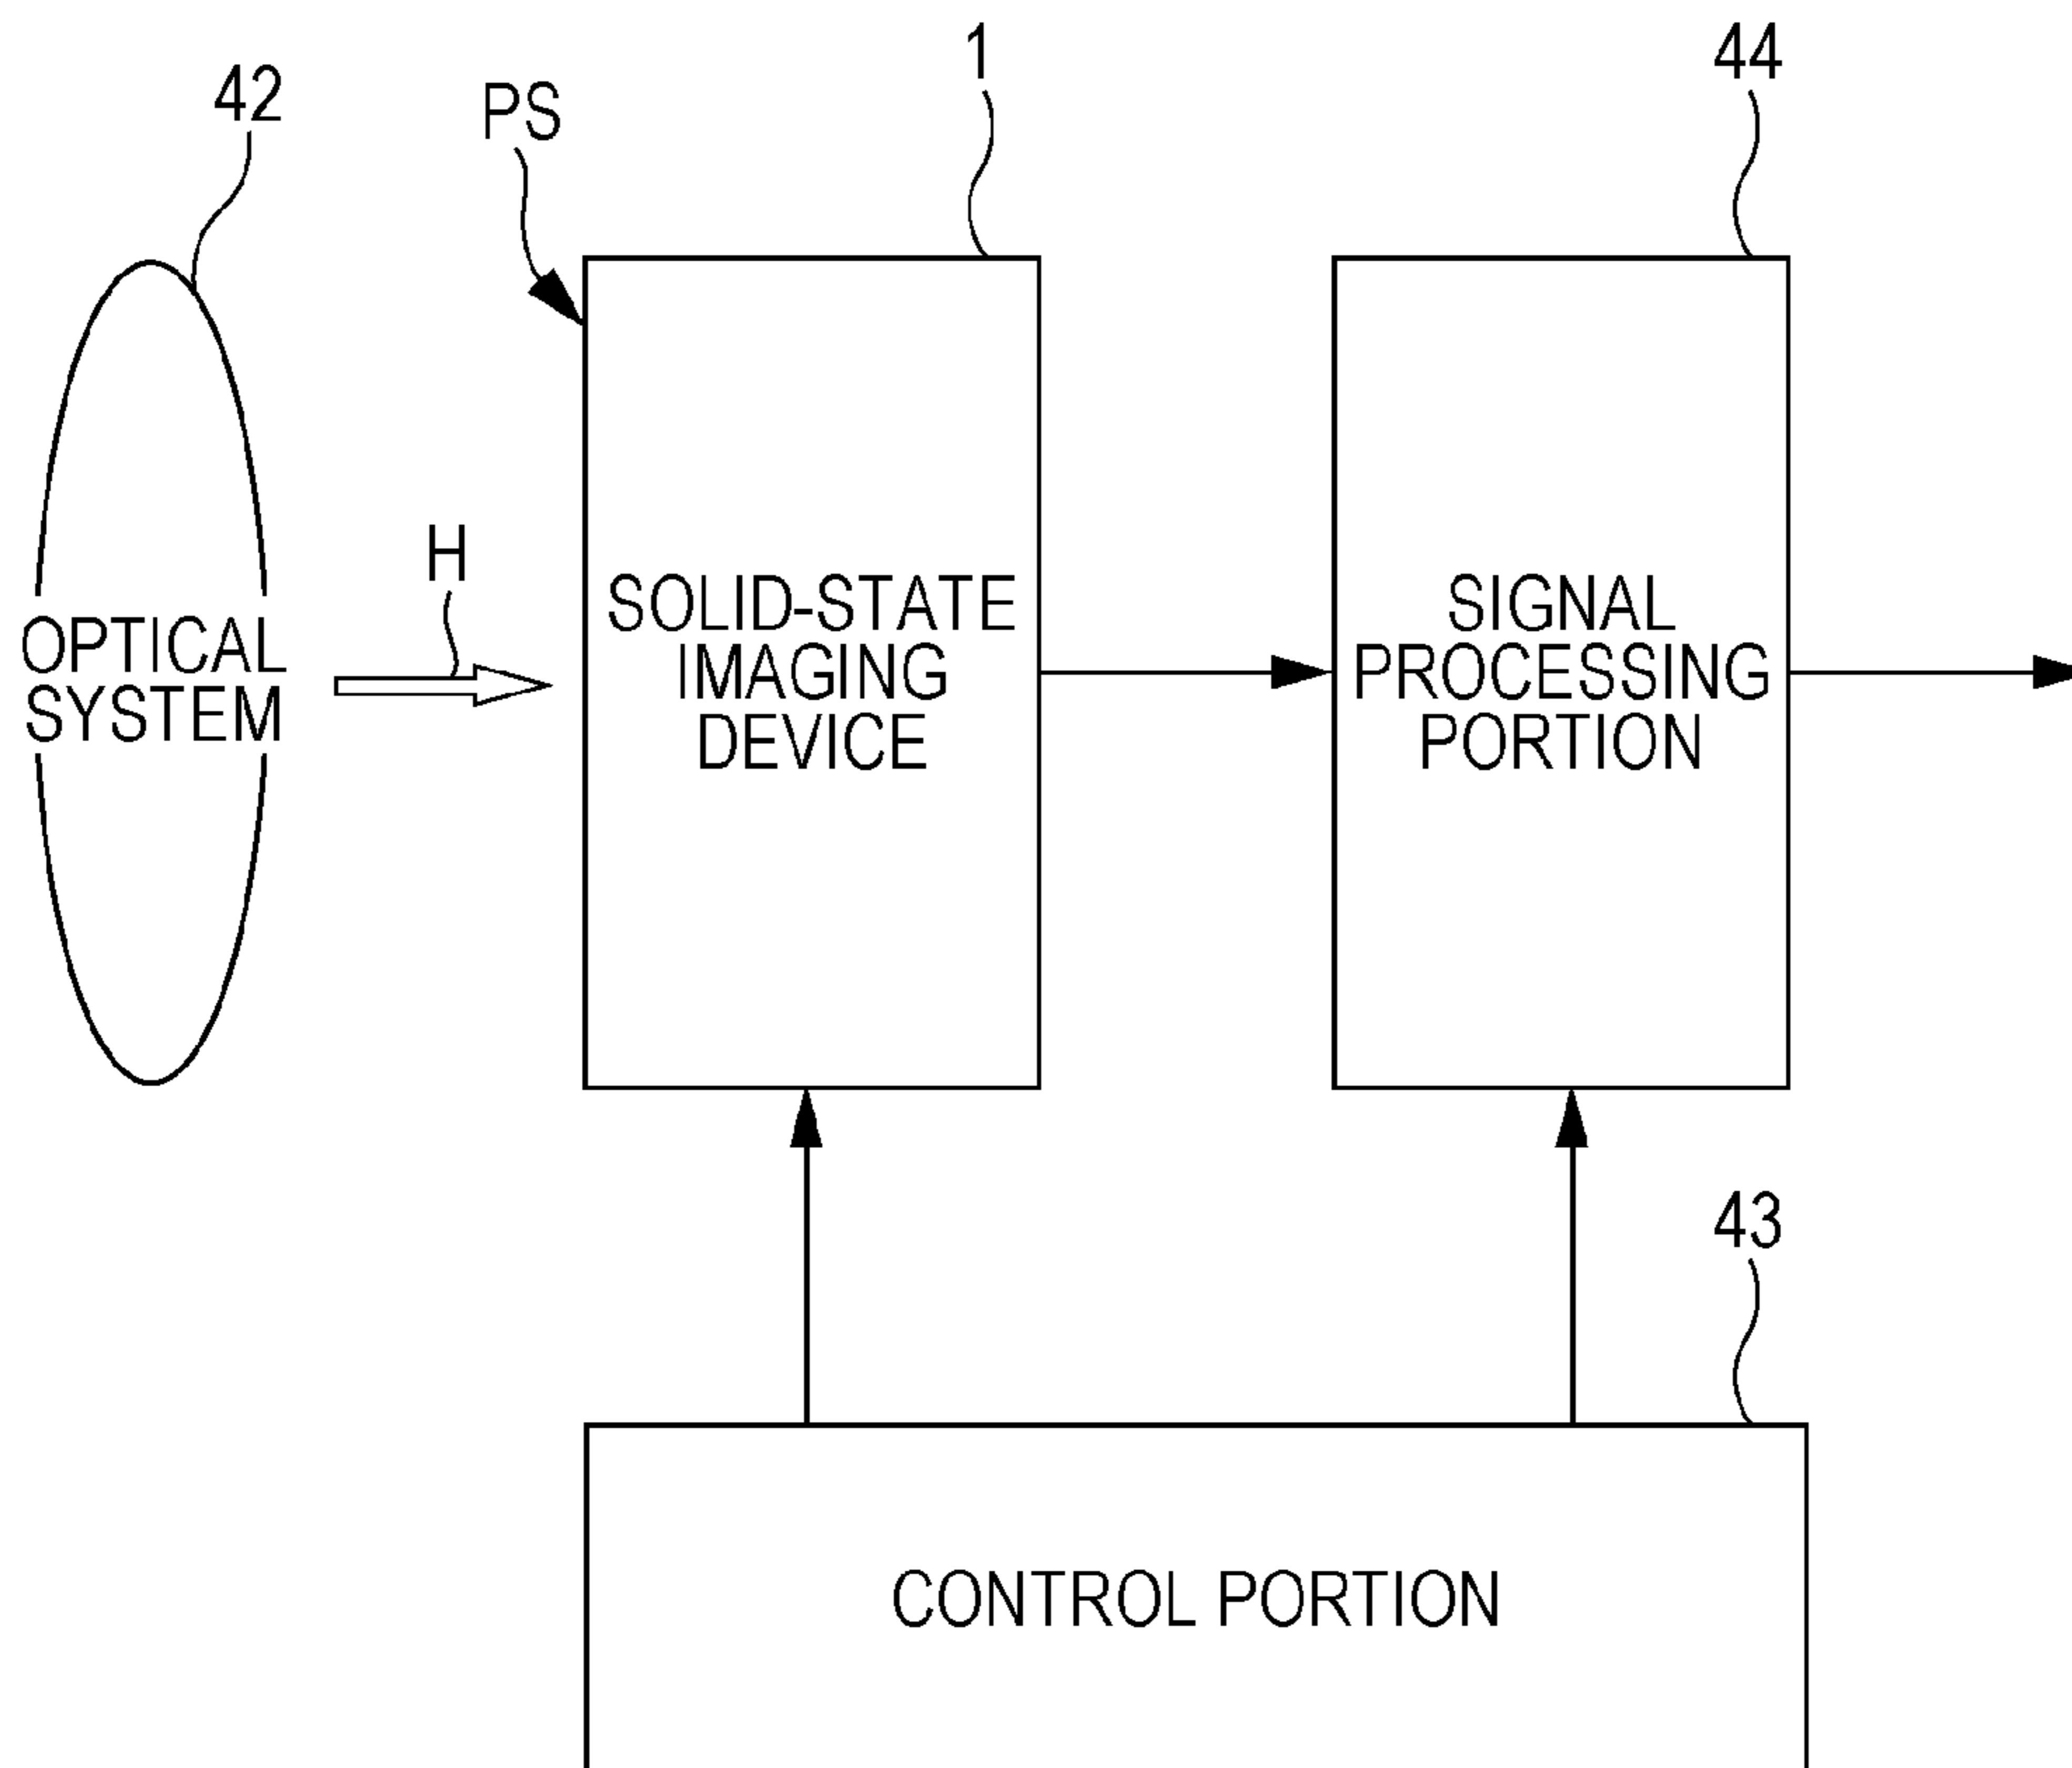 1
44
42
PS
H
OPTICAL
SYSTEM
SOLID-STATE
IMAGING
DEVICE
SIGNAL
PROCESSING
PORTION
43
CONTROL PORTION